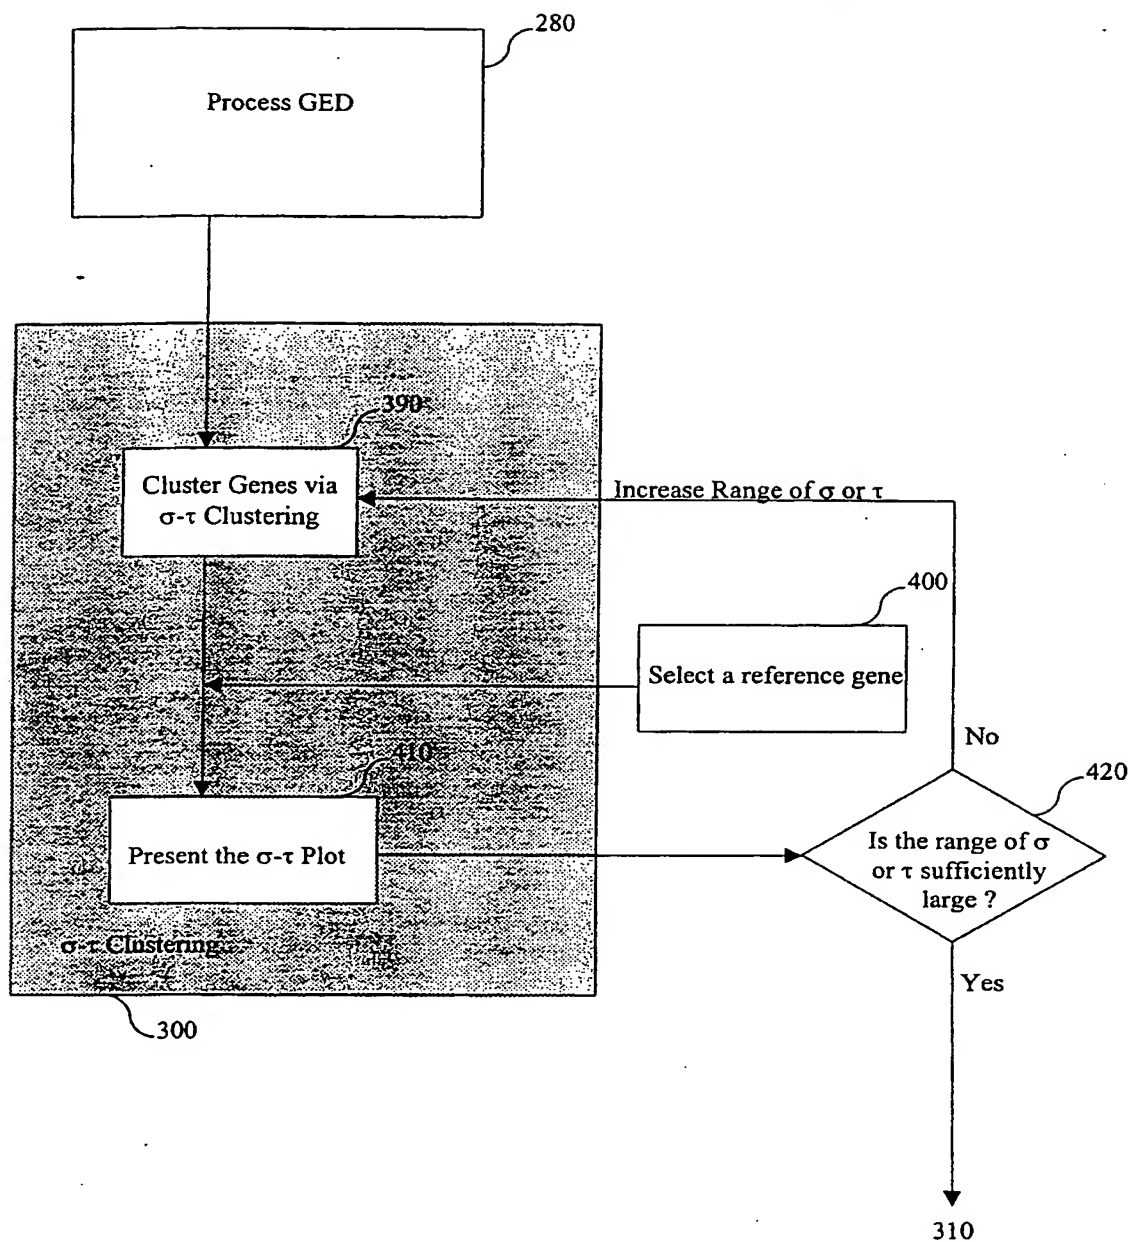 280
Process GED
390
Cluster Genes via
σ-τ Clustering
Increase Range of σ or τ
400
Select a reference gene
No
410
420
Present the σ-τ Plot
Is the range of σ
or τ sufficiently
large ?
σ-τ Clustering
Yes
300
310